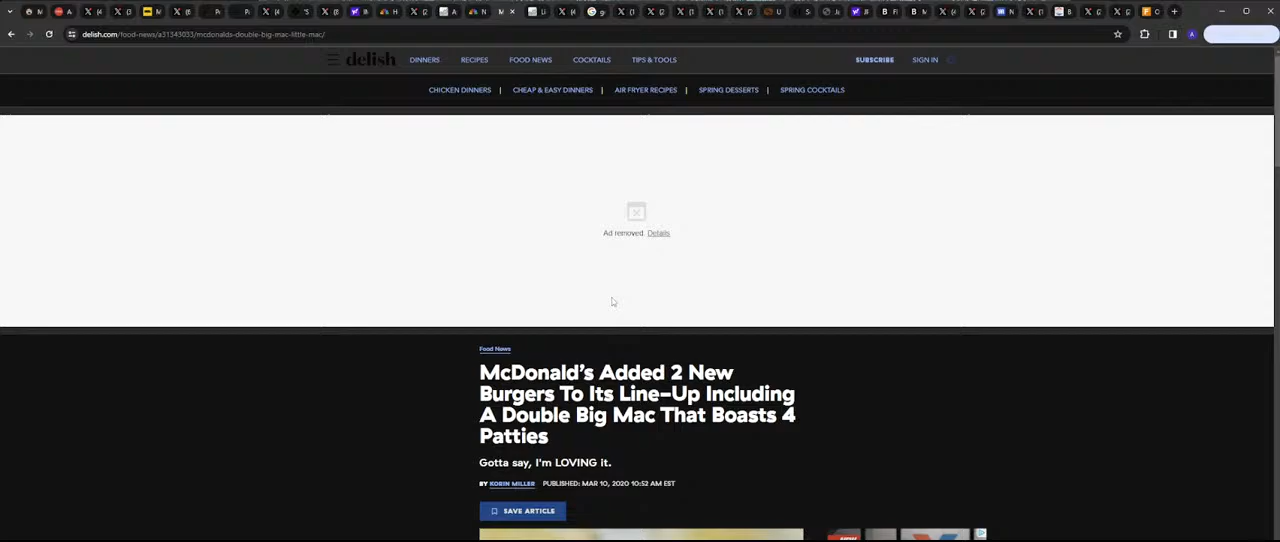 delish.com/food-news/a31343033/mcdonalds-double-big-mac-little-mac/
delish DINNERS RECIPES FOOD NEWS COCKTAILS TIPS & TOOLS SUBSCRIBE SIGN IN
CHICKEN DINNERS | CHEAP & EASY DINNERS | AIR FRYER RECIPES | SPRING DESSERTS | SPRING COCKTAILS
Ad removed. Details
Food News
McDonald's Added 2 New
Burgers To Its Line-Up Including
A Double Big Mac That Boasts 4
Patties
Gotta say, I'm LOVING it.
BY KORIN MILLER PUBLISHED: MAR 10, 2020 10:52 AM EST
SAVE ARTICLE